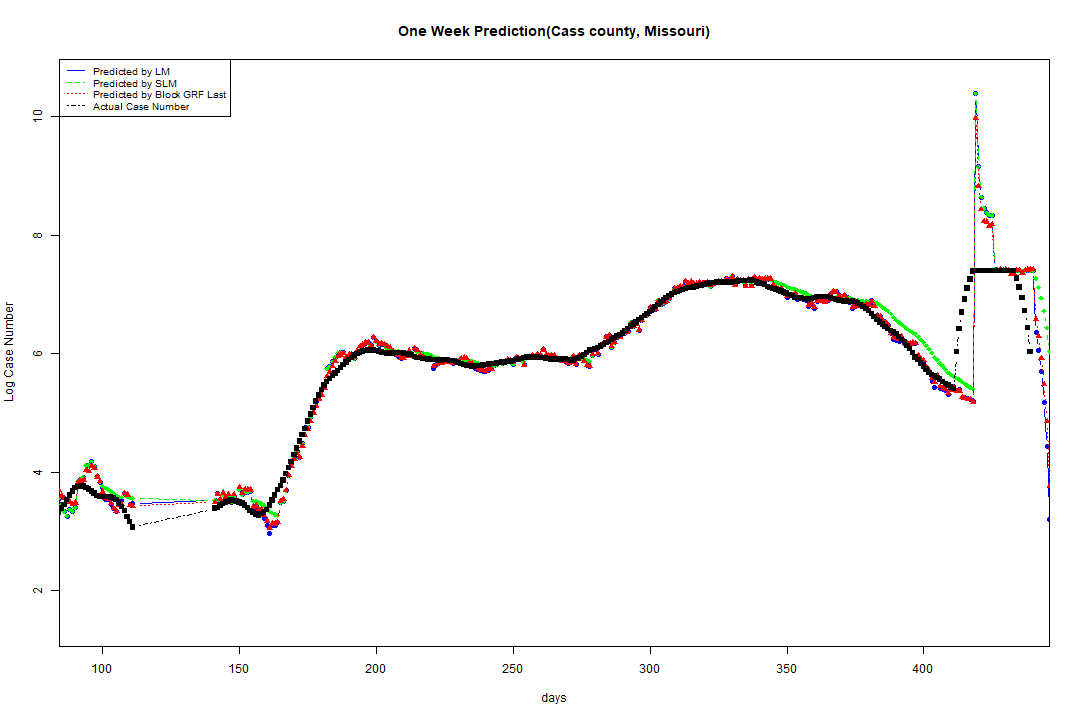 One Week Prediction(Cass county, Missouri)
Predicted by LM
Predicted by SLM
Predicted by Block GRF Last
Actual Case Number
10
8
6
4
2
Log Case Number
100 150 200 250 300 350 400
days